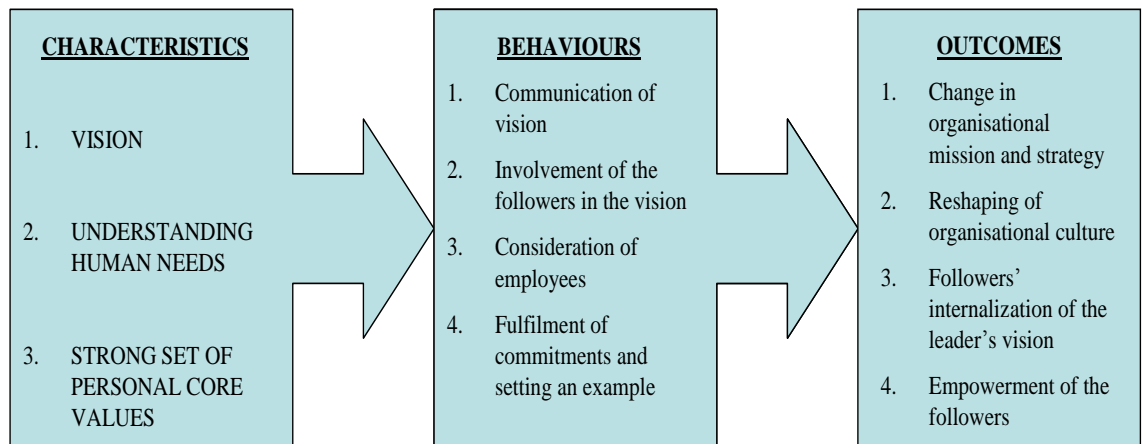 CHARACTERISTICS
1. VISION
2. UNDERSTANDING
HUMAN NEEDS
3. STRONG SET OF
PERSONAL CORE
VALUES
BEHAVIOURS
1. Communication of
vision
2. Involvement of the
followers in the vision
3. Consideration of
employees
4. Fulfilment of
commitments and
setting an example
OUTCOMES
1. Change in
organisational
mission and strategy
2. Reshaping of
organisational culture
3. Followers’
internalization of the
leader’s vision
4. Empowerment of the
followers